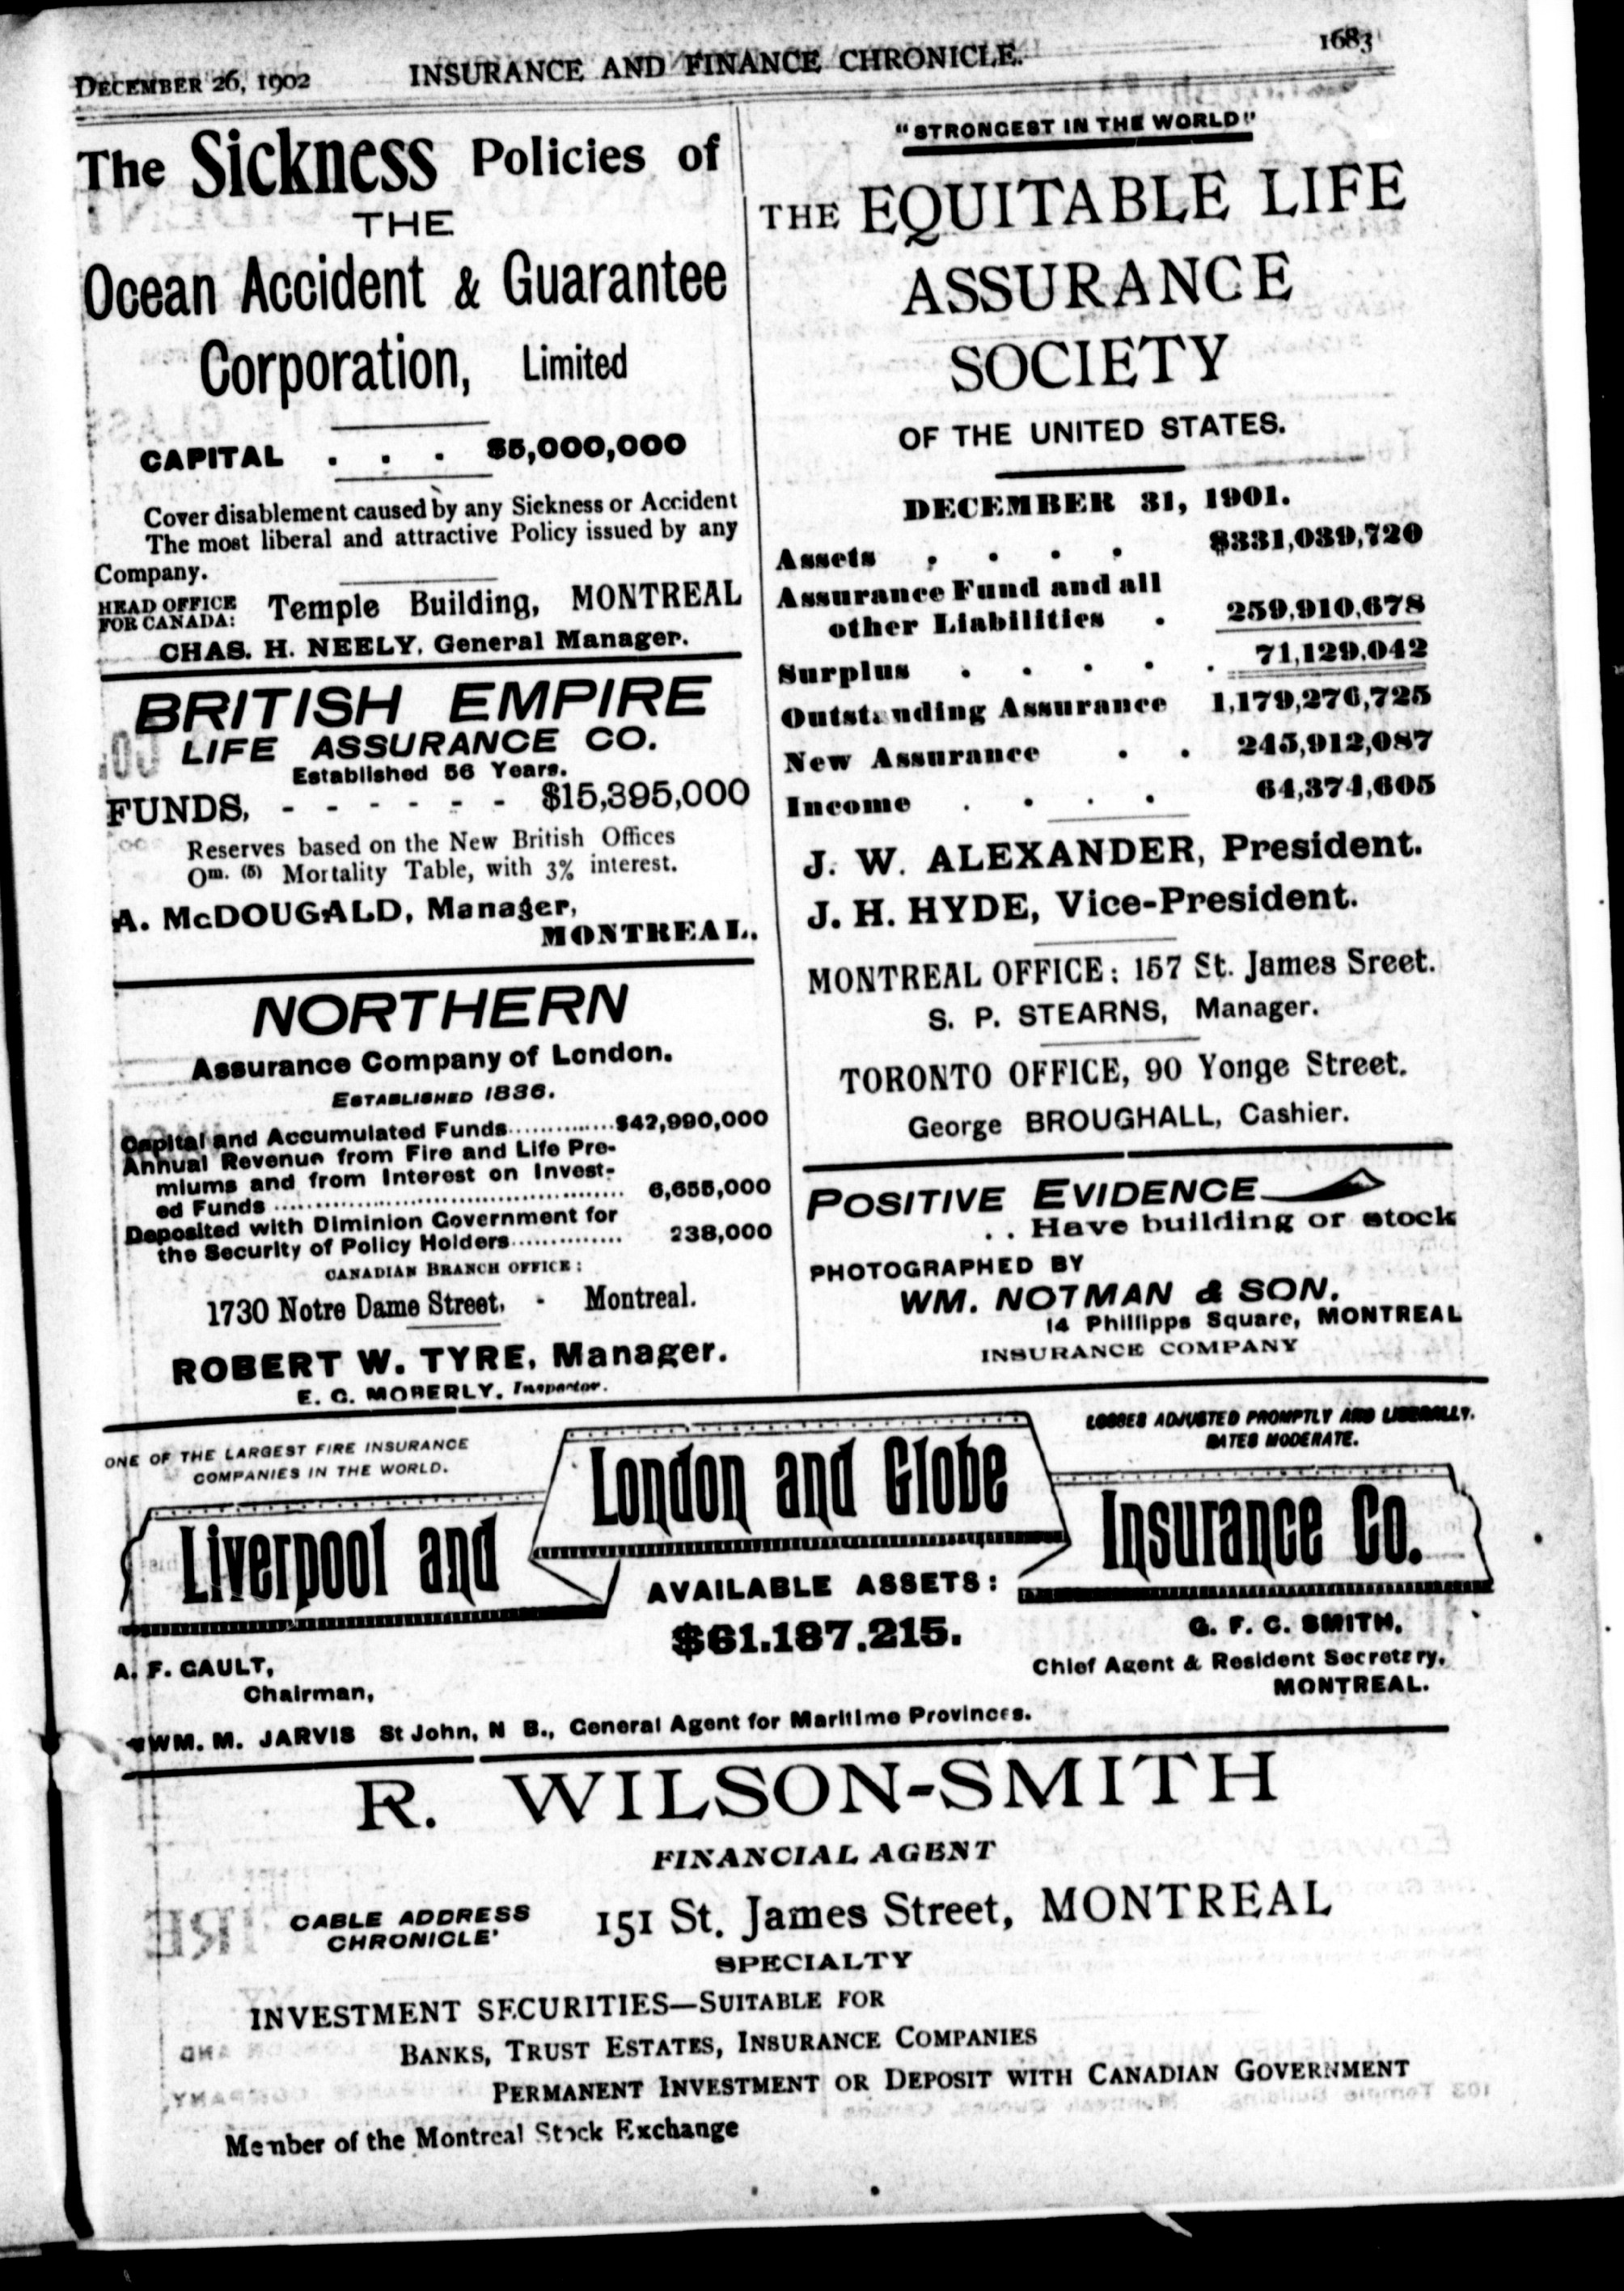 DECEMBER 26, 1902 INSURANCE AND FINANCE CHRONICLE. 1683
The Sickness Policies of
THE
Ocean Accident & Guarantee
Corporation, Limited
CAPITAL . . . $5,000,000
Cover disablement caused by any Sickness or Accident
The most liberal and attractive Policy issued by any
Company.
HEAD OFFICE
FOR CANADA: Temple Building, MONTREAL
CHAS. H. NEELY, General Manager.
BRITISH EMPIRE
LIFE ASSURANCE CO.
Established 56 Years.
FUNDS, - - - - - - $15,395,000
Reserves based on the New British Offices
Om. (5) Mortality Table, with 3% interest.
A. McDOUGALD, Manager,
MONTREAL.
NORTHERN
Assurance Company of London.
ESTABLISHED 1836.
Capital and Accumulated Funds..............$42,990,000
Annual Revenue from Fire and Life Pre-
miums and from Interest on Invest-
ed Funds ............................................ 6,655,000
Deposited with Diminion Government for
the Security of Policy Holders.............. 238,000
CANADIAN BRANCH OFFICE:
1730 Notre Dame Street, - Montreal.
ROBERT W. TYRE, Manager.
E. C. MOBERLY, Inspector.
"STRONGEST IN THE WORLD"
THE EQUITABLE LIFE
ASSURANCE
SOCIETY
OF THE UNITED STATES.
DECEMBER 31, 1901.
Assets . . . . $331,039,720
Assurance Fund and all
other Liabilities . 259,910,678
Surplus . . . . . 71,129,042
Outstanding Assurance 1,179,276,725
New Assurance . . 245,912,087
Income . . . . 64,374,605
J. W. ALEXANDER, President.
J. H. HYDE, Vice-President.
MONTREAL OFFICE: 157 St. James Sreet.
S. P. STEARNS, Manager.
TORONTO OFFICE, 90 Yonge Street.
George BROUGHALL, Cashier.
POSITIVE EVIDENCE
. . Have building or stock
PHOTOGRAPHED BY
WM. NOTMAN & SON.
14 Phillipps Square, MONTREAL
INSURANCE COMPANY
ONE OF THE LARGEST FIRE INSURANCE
COMPANIES IN THE WORLD.
LOSSES ADJUSTED PROMPTLY AND LIBERALLY.
RATES MODERATE.
Liverpool and London and Globe Insurance Co.
AVAILABLE ASSETS:
$61.187.215.
A. F. GAULT,
Chairman,
G. F. C. SMITH,
Chief Agent & Resident Secretary,
MONTREAL.
WM. M. JARVIS St John, N B., General Agent for Maritime Provinces.
R. WILSON-SMITH
FINANCIAL AGENT
CABLE ADDRESS
CHRONICLE'
151 St. James Street, MONTREAL
SPECIALTY
INVESTMENT SECURITIES—SUITABLE FOR
BANKS, TRUST ESTATES, INSURANCE COMPANIES
PERMANENT INVESTMENT OR DEPOSIT WITH CANADIAN GOVERNMENT
Member of the Montreal Stock Exchange